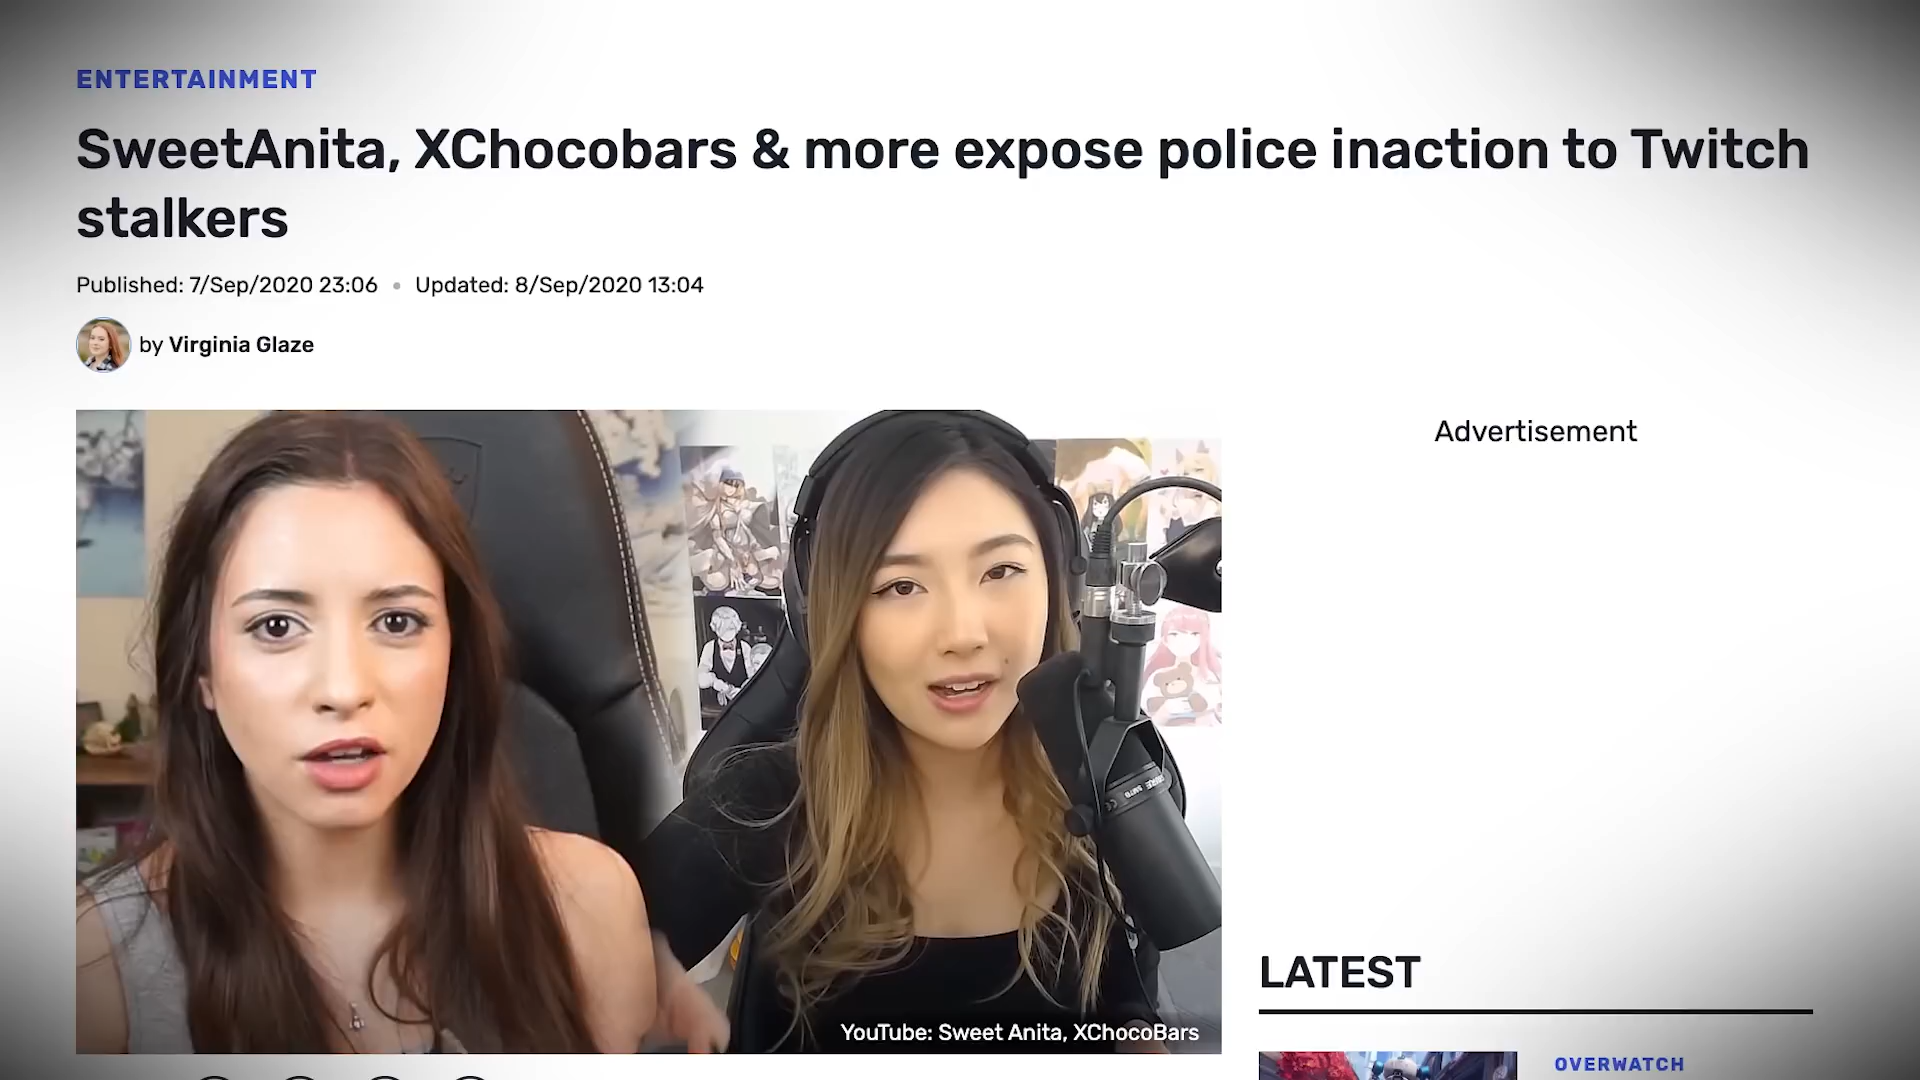 ENTERTAINMENT
SweetAnita, XChocobars & more expose police inaction to Twitch
stalkers
Published: 7/Sep/2020 23:06 • Updated: 8/Sep/2020 13:04
by Virginia Glaze
Advertisement
YouTube: Sweet Anita, XChocoBars
LATEST
OVERWATCH